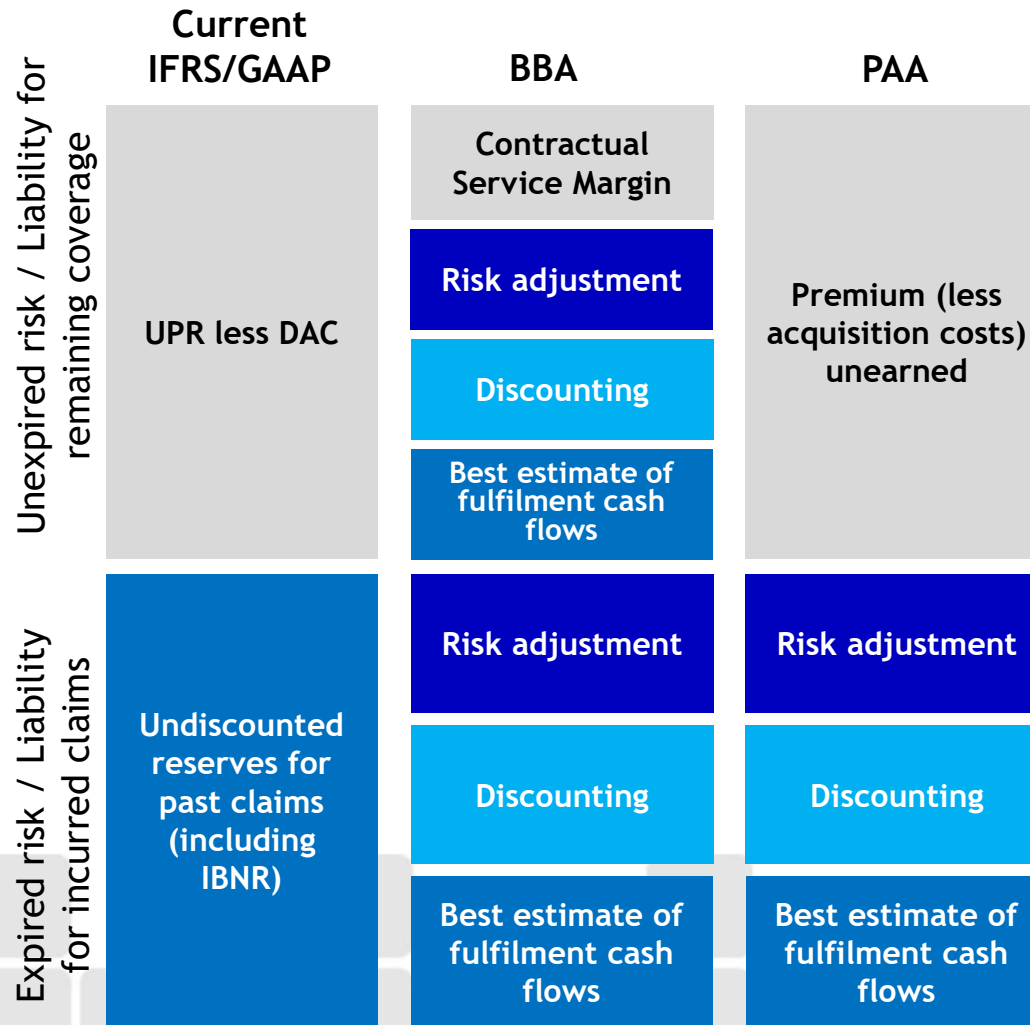 Current
IFRS/GAAP
BBA
PAA
Unexpired risk / Liability for
remaining coverage
UPR less DAC
Contractual
Service Margin
Risk adjustment
Discounting
Best estimate of
fulfilment cash
flows
Premium (less
acquisition costs)
unearned
Expired risk / Liability
for incurred claims
Undiscounted
reserves for
past claims
(including
IBNR)
Risk adjustment
Discounting
Best estimate of
fulfilment cash
flows
Risk adjustment
Discounting
Best estimate of
fulfilment cash
flows